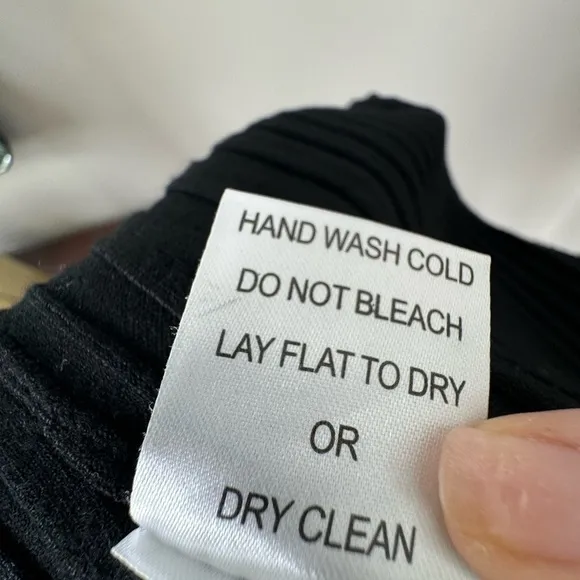 HAND WASH COLD
DO NOT BLEACH
LAY FLAT TO DRY
OR
DRY CLEAN